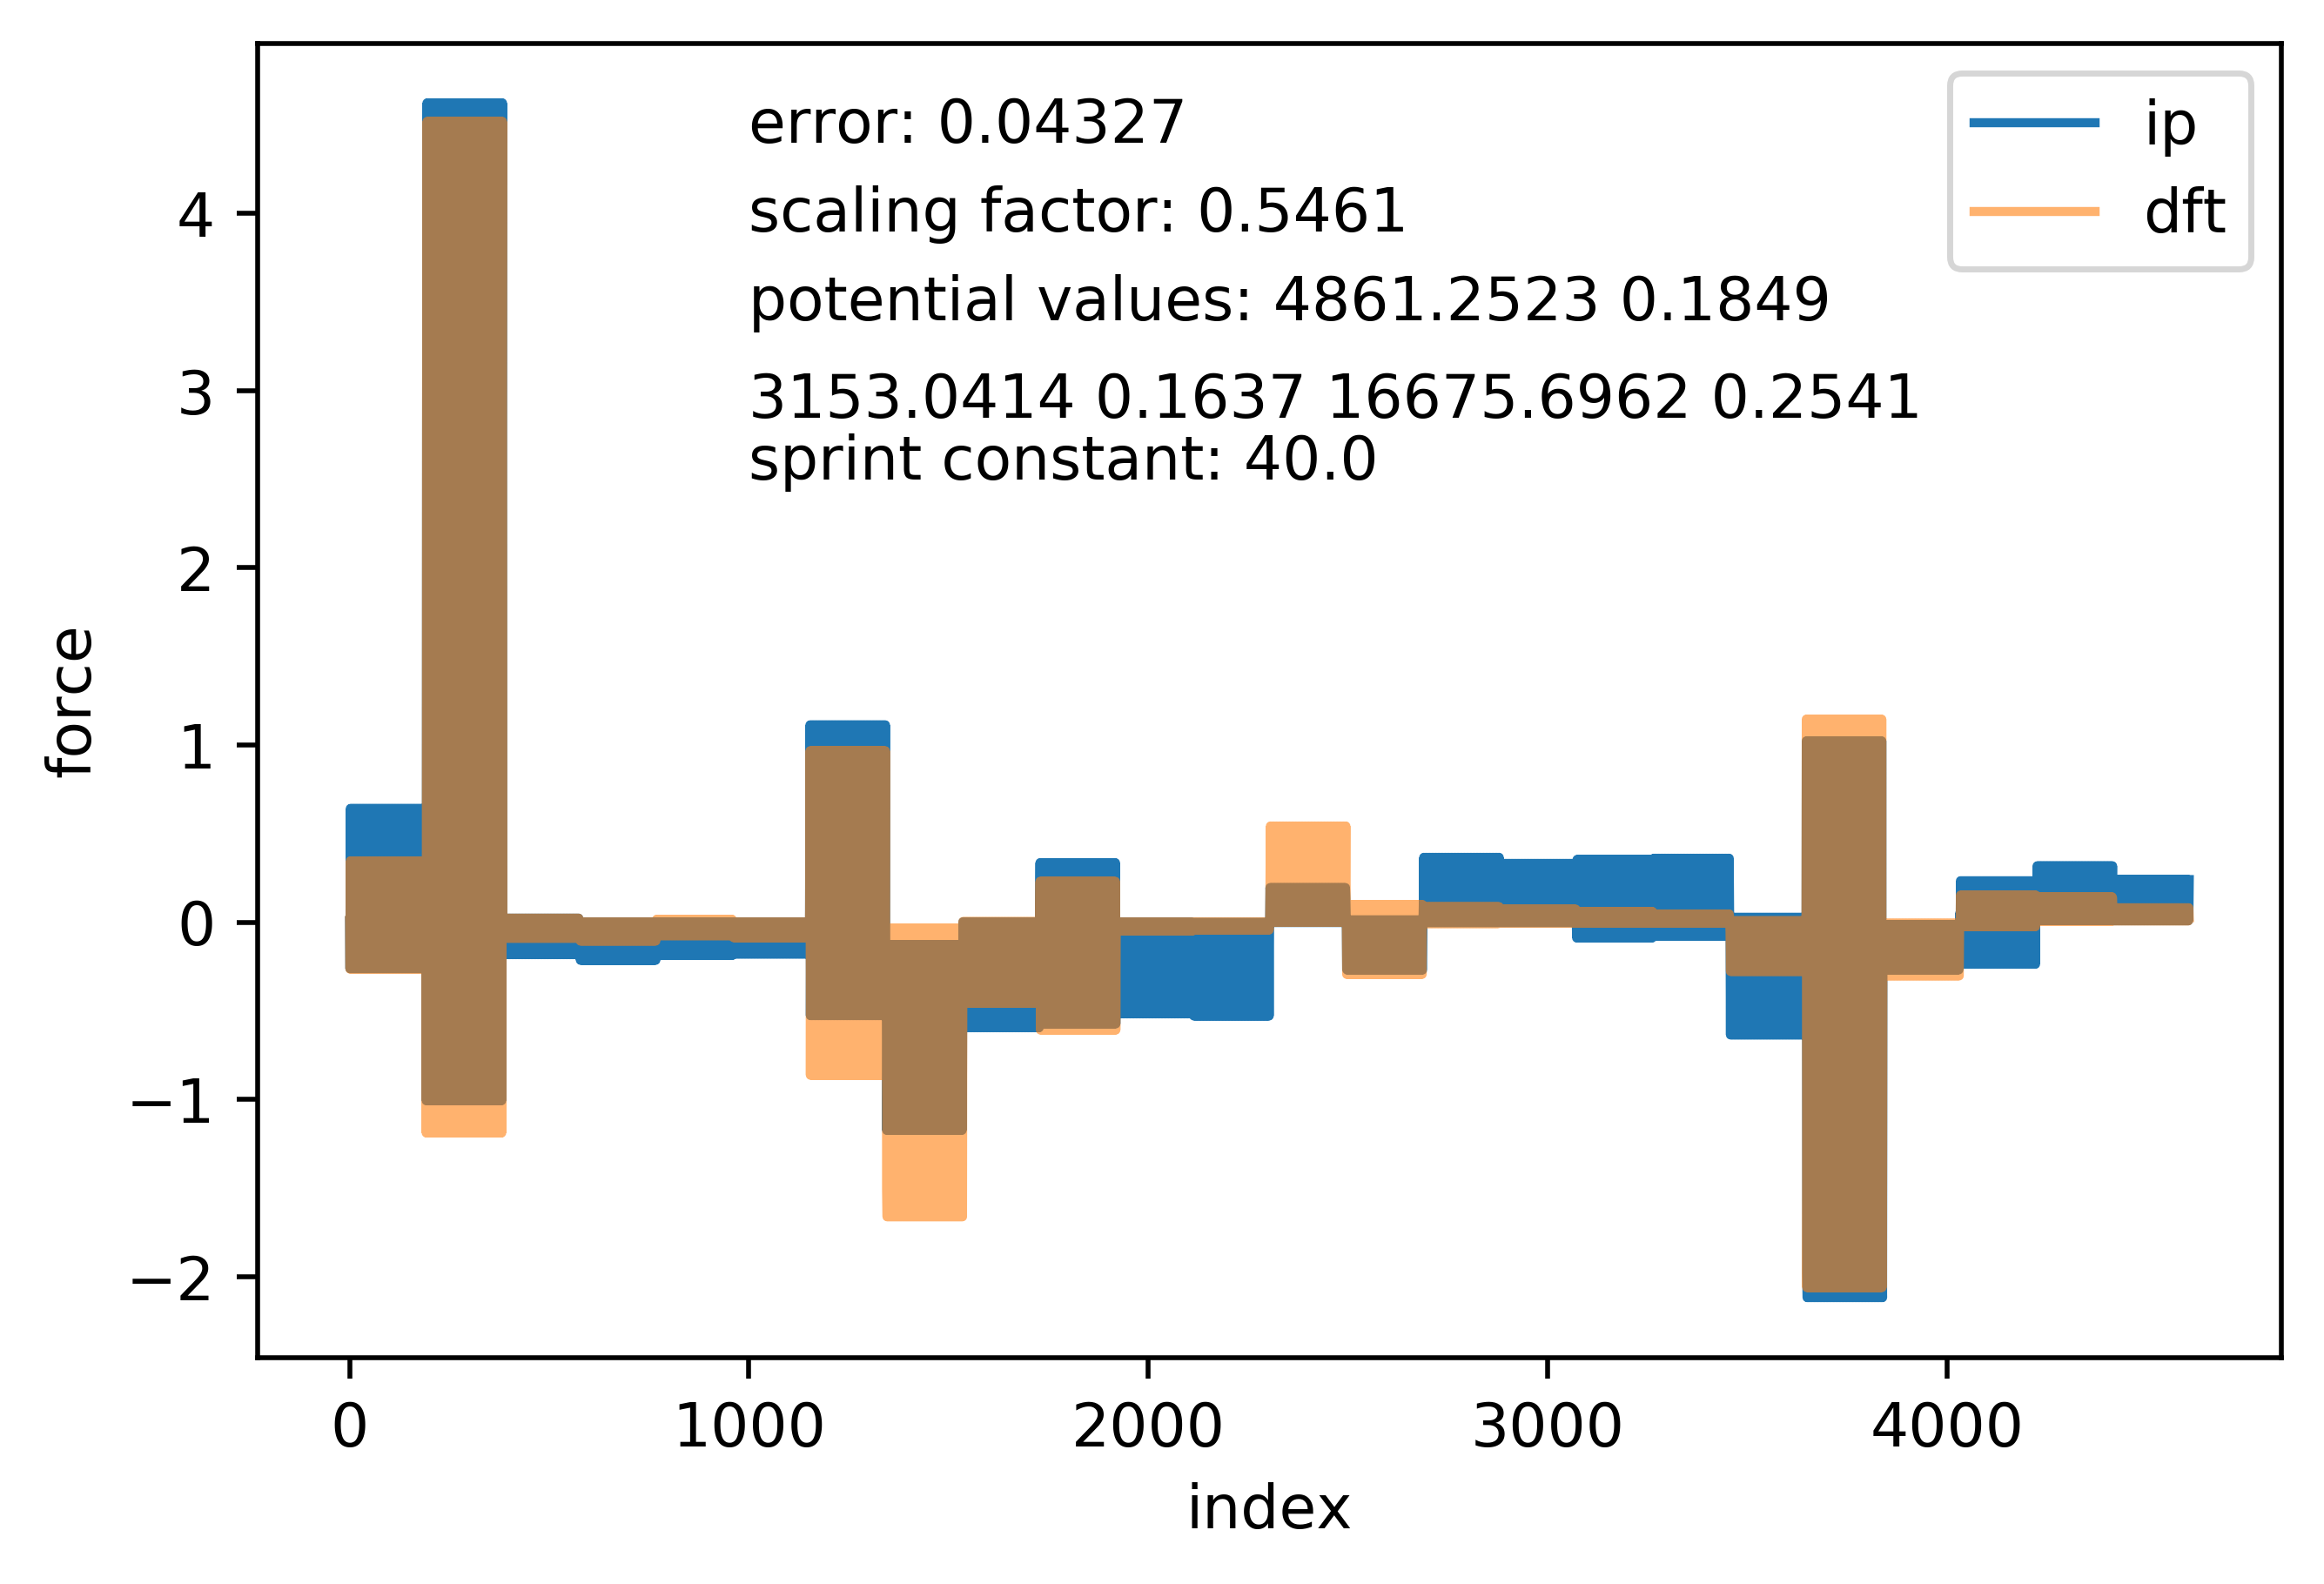 error: 0.04327
scaling factor: 0.5461
potential values: 4861.2523 0.1849
3153.0414 0.1637 16675.6962 0.2541
sprint constant: 40.0
ip
dft
4
3
2
1
0
−1
−2
force
0 1000 2000 3000 4000
index